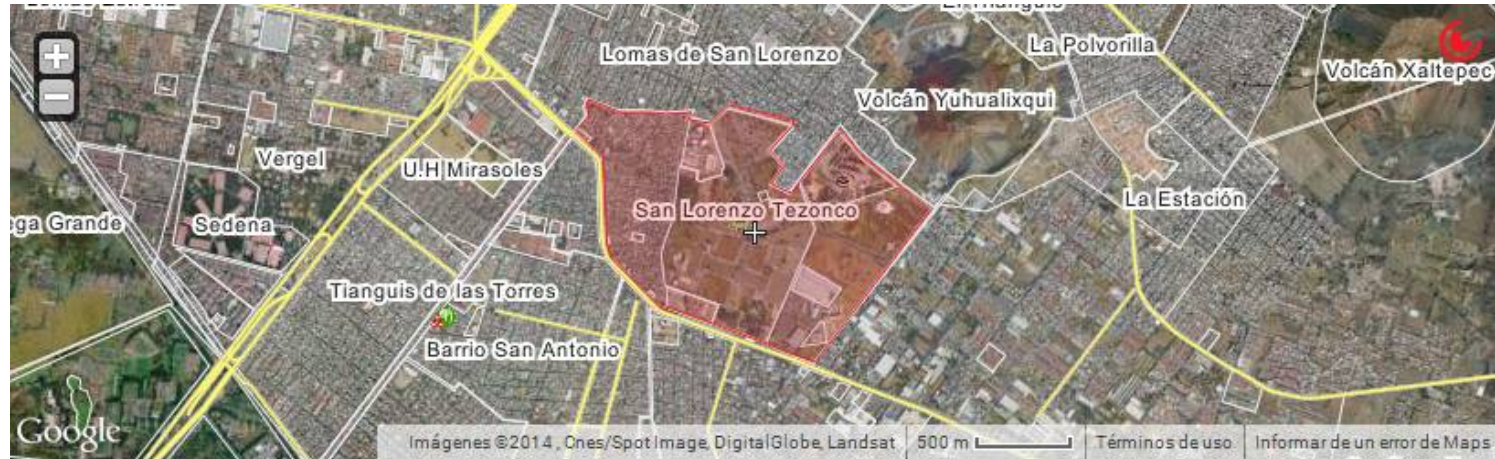 +
Lomas de San Lorenzo
La Polvorilla
Volcán Xaltepec
−
Volcán Yuhualixqui
Vergel
U.H Mirasoles
La Estación
San Lorenzo Tezonco
ga Grande
Sedena
Tianguis de las Torres
Barrio San Antonio
Google
Imágenes ©2014 , Cnes/Spot Image, DigitalGlobe, Landsat
500 m
Términos de uso
Informar de un error de Maps